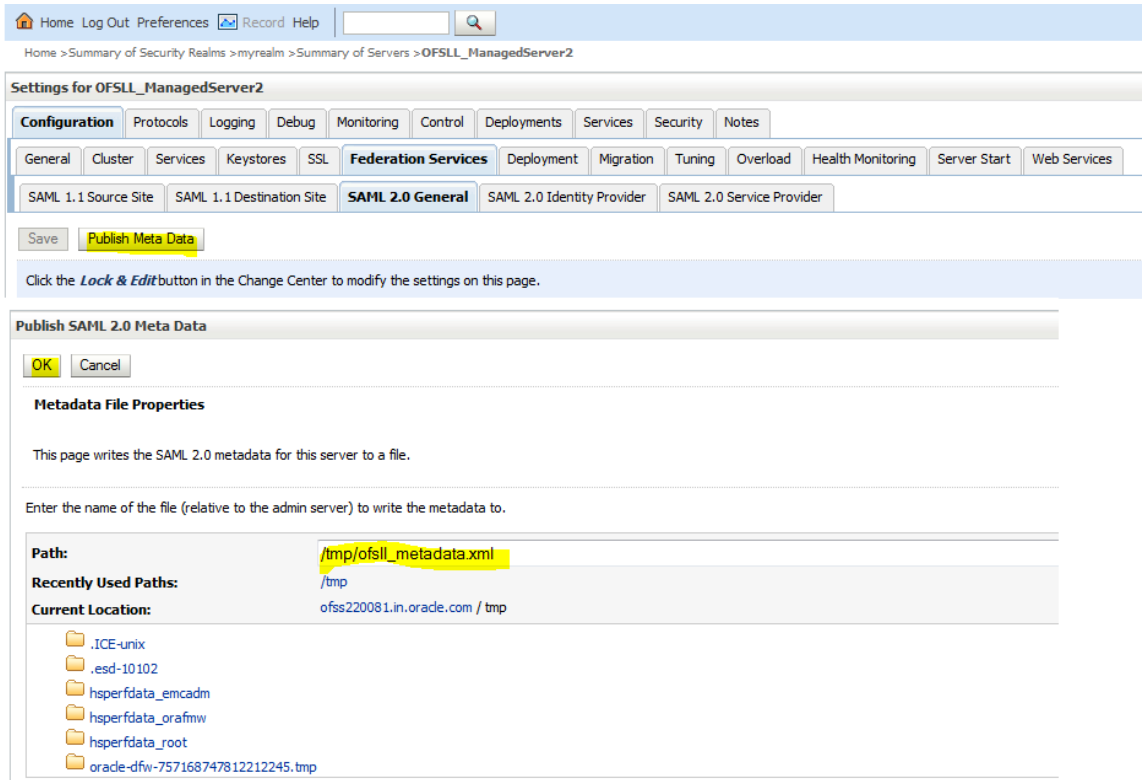 Home Log Out Preferences Record Help
Home >Summary of Security Realms >myrealm >Summary of Servers >OFSLL_ManagedServer2
Settings for OFSLL_ManagedServer2
Configuration Protocols Logging Debug Monitoring Control Deployments Services Security Notes
General Cluster Services Keystores SSL Federation Services Deployment Migration Tuning Overload Health Monitoring Server Start Web Services
SAML 1.1 Source Site SAML 1.1 Destination Site SAML 2.0 General SAML 2.0 Identity Provider SAML 2.0 Service Provider
Save Publish Meta Data
Click the Lock & Edit button in the Change Center to modify the settings on this page.
Publish SAML 2.0 Meta Data
OK Cancel
Metadata File Properties
This page writes the SAML 2.0 metadata for this server to a file.
Enter the name of the file (relative to the admin server) to write the metadata to.
Path: /tmp/ofsll_metadata.xml
Recently Used Paths: /tmp
Current Location: ofss220081.in.oracle.com / tmp
.ICE-unix
.esd-10102
hsperfdata_emcadm
hsperfdata_orafmw
hsperfdata_root
oracle-dfw-757168747812212245.tmp